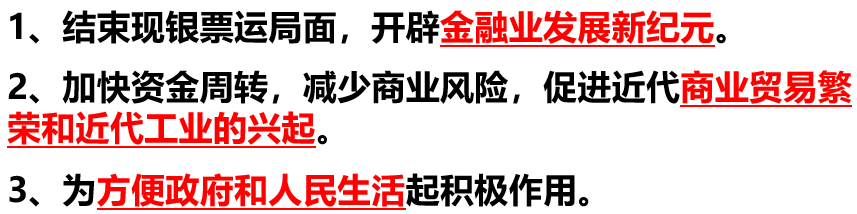 1、结束现银票运局面，开辟金融业发展新纪元。
2、加快资金周转，减少商业风险，促进近代商业贸易繁
荣和近代工业的兴起。
3、为方便政府和人民生活起积极作用。